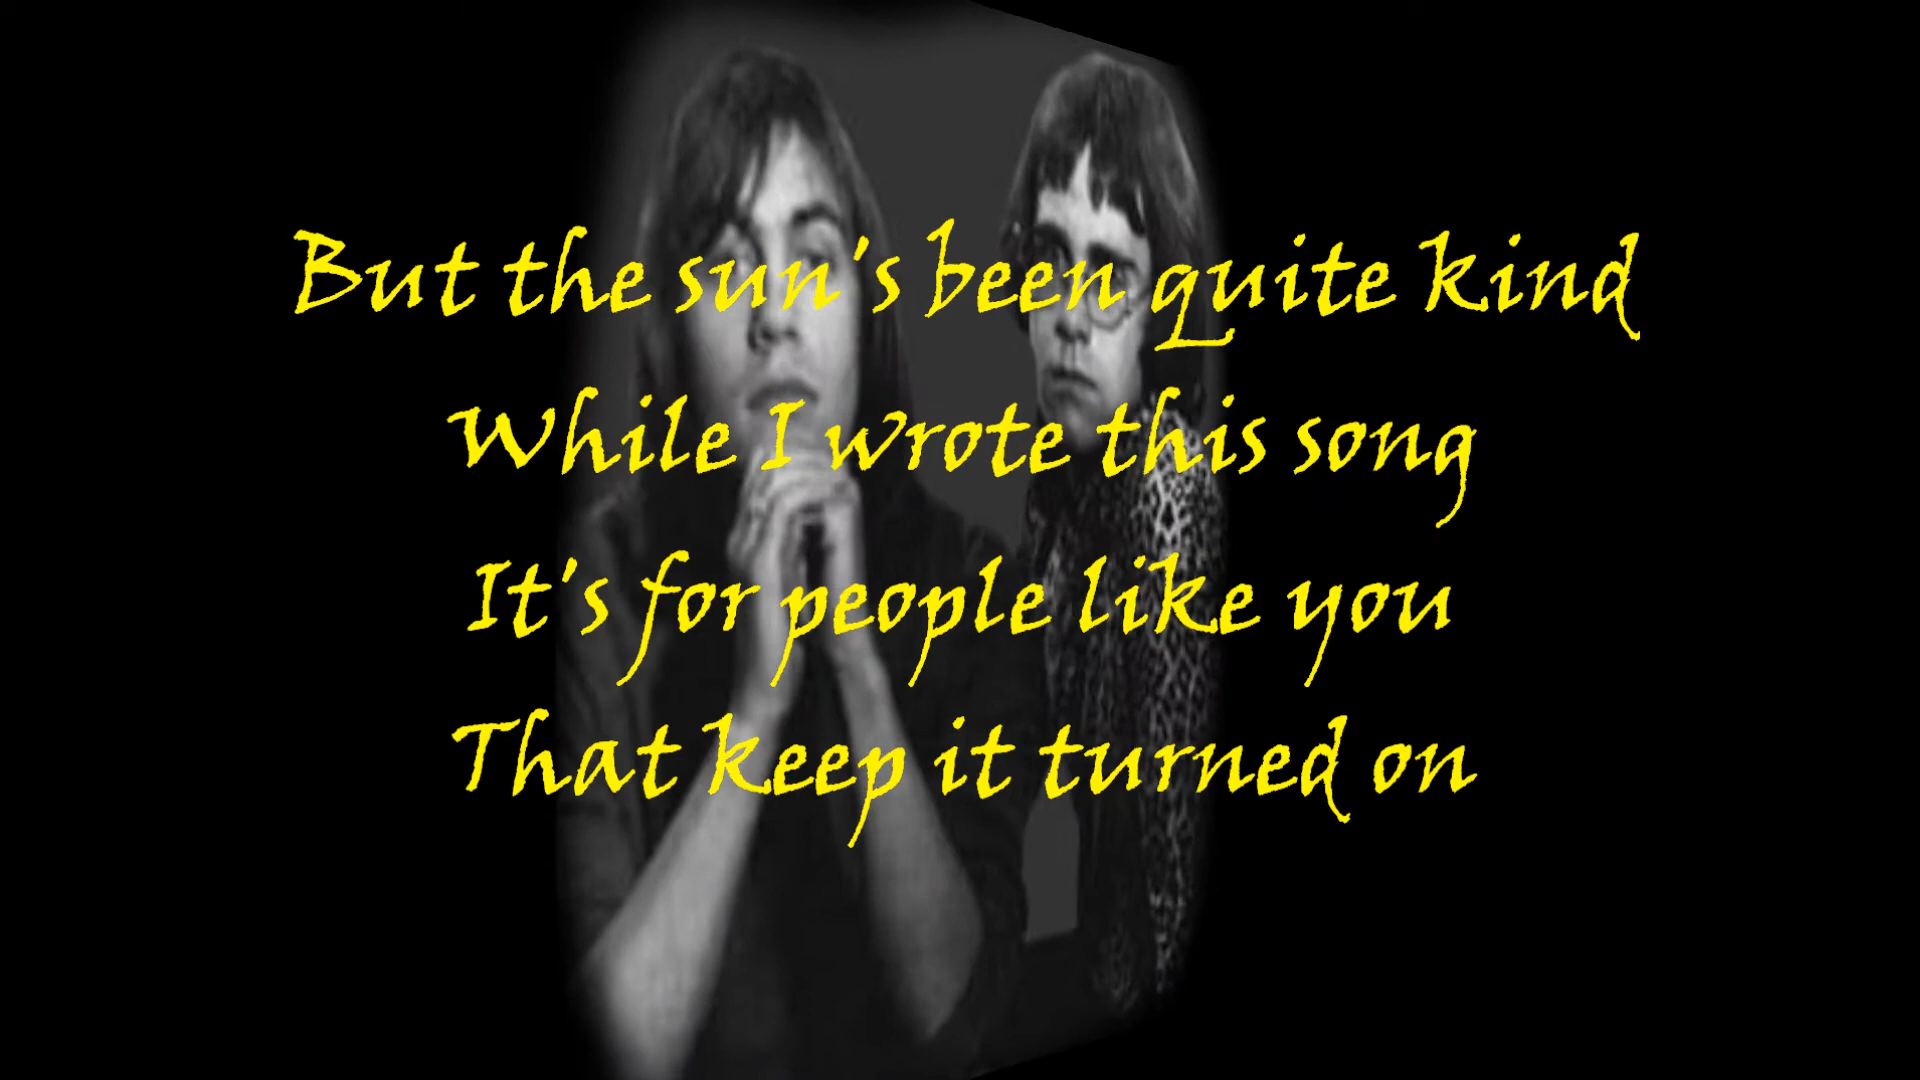 But the sun's been quite kind
While I wrote this song
It's for people like you
That keep it turned on